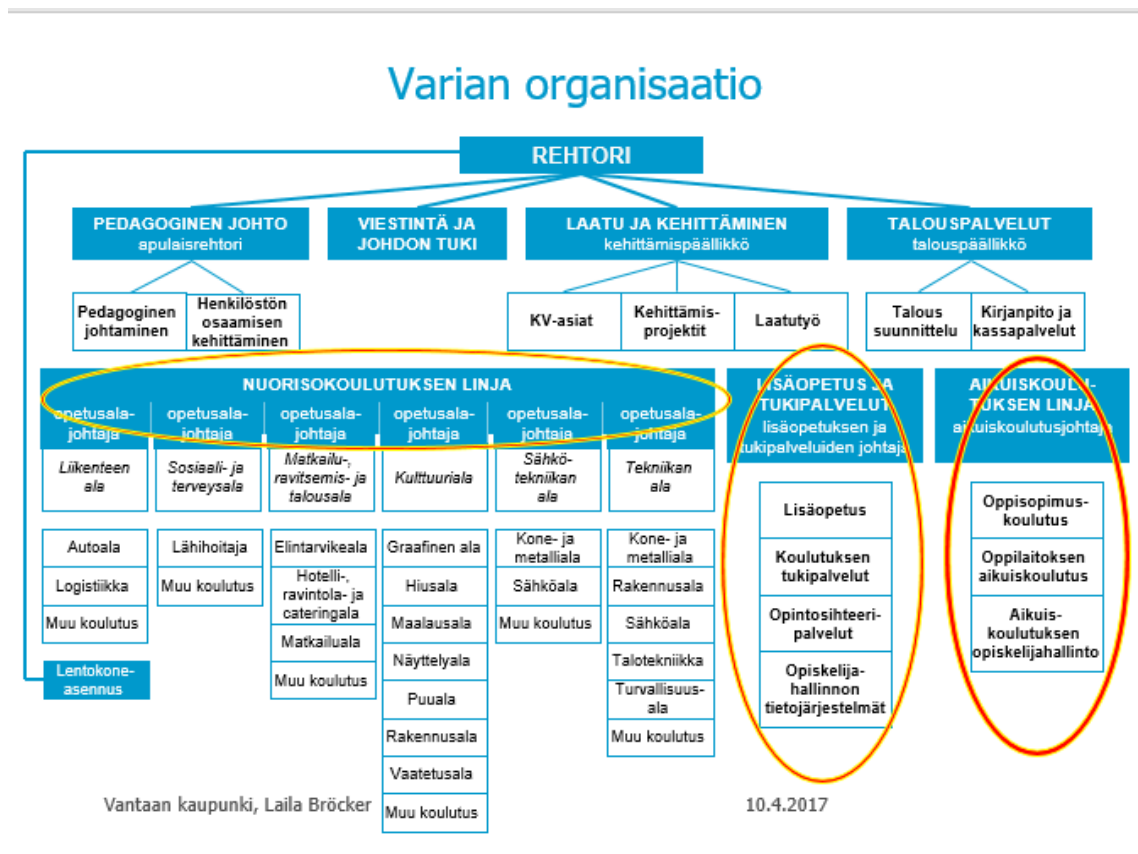 Varian organisaatio
REHTORI
PEDAGOGINEN JOHTO
apulaisrehtori
VIESTINTÄ JA
JOHDON TUKI
LAATU JA KEHITTÄMINEN
kehittämispäällikkö
TALOUSPALVELUT
talouspäällikkö
Pedagoginen
johtaminen
Henkilöstön
osaamisen
kehittäminen
KV-asiat
Kehittämis-
projektit
Laatutyö
Talous
suunnittelu
Kirjanpito ja
kassapalvelut
NUORISOKOULUTUKSEN LINJA
opetusala-
johtaja
opetusala-
johtaja
opetusala-
johtaja
opetusala-
johtaja
opetusala-
johtaja
opetusala-
johtaja
Liikenteen
ala
Sosiaali- ja
terveysala
Matkailu-,
ravitsemis- ja
talousala
Kulttuuriala
Sähkö-
tekniikan
ala
Tekniikan
ala
Autoala
Logistiikka
Muu koulutus
Lentokone-
asennus
Lähihoitaja
Muu koulutus
Elintarvikeala
Hotelli-,
ravintola- ja
cateringala
Matkailuala
Muu koulutus
Graafinen ala
Hiusala
Maalausala
Näyttelyala
Puuala
Rakennusala
Vaatetusala
Muu koulutus
Kone- ja
metalliala
Sähköala
Muu koulutus
Kone- ja
metalliala
Rakennusala
Sähköala
Talotekniikka
Turvallisuus-
ala
Muu koulutus
LISÄOPETUS JA
TUKIPALVELUT
lisäopetuksen ja
tukipalveluiden johtaja
Lisäopetus
Koulutuksen
tukipalvelut
Opintosihteeri-
palvelut
Opiskelija-
hallinnon
tietojärjestelmät
AIKUISKOULU-
TUKSEN LINJA
aikuiskoulutusjohtaja
Oppisopimus-
koulutus
Oppilaitoksen
aikuiskoulutus
Aikuis-
koulutuksen
opiskelijahallinto
Vantaan kaupunki, Laila Bröcker
10.4.2017